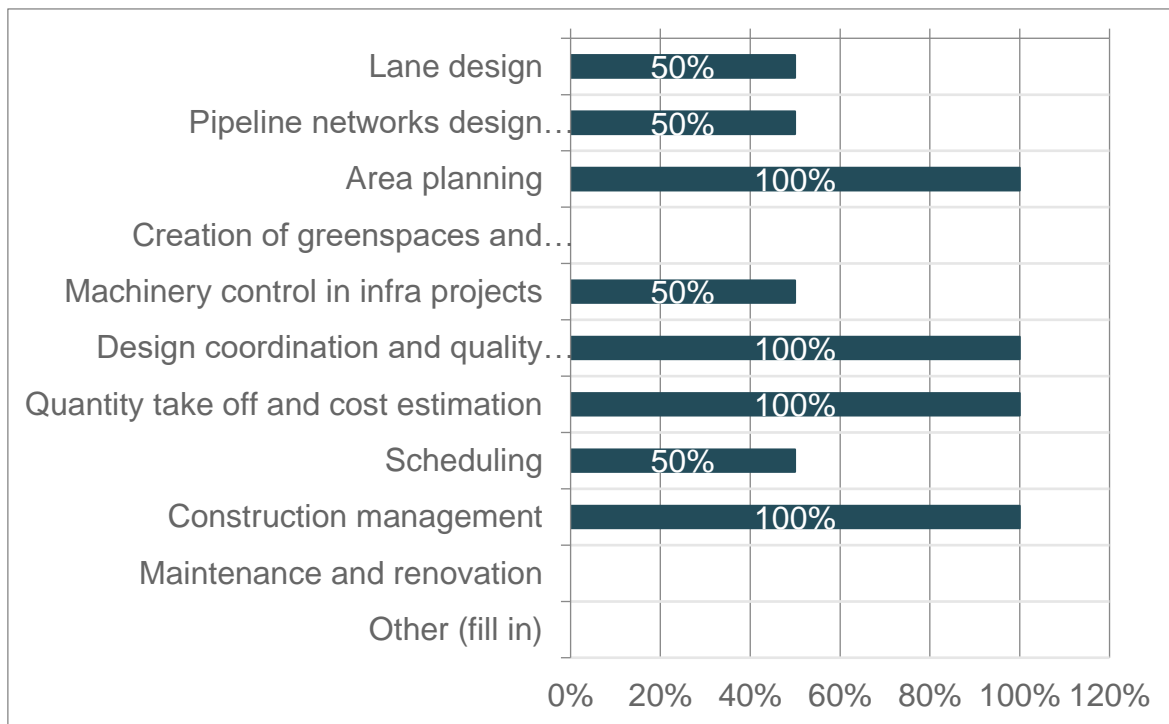 Lane design
50%
Pipeline networks design…
50%
Area planning
100%
Creation of greenspaces and…
Machinery control in infra projects
50%
Design coordination and quality…
100%
Quantity take off and cost estimation
100%
Scheduling
50%
Construction management
100%
Maintenance and renovation
Other (fill in)
0% 20% 40% 60% 80% 100% 120%